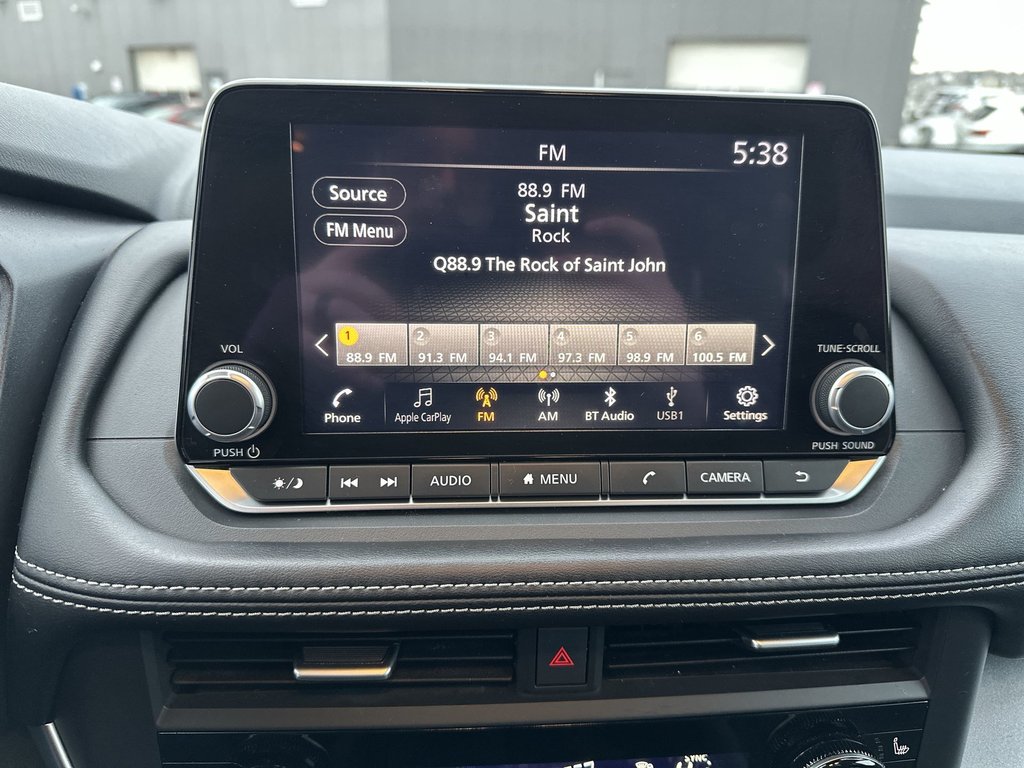 FM
5:38
Source
88.9 FM
Saint
FM Menu
Rock
Q88.9 The Rock of Saint John
1 2 3 4 5 6
88.9 FM 91.3 FM 94.1 FM 97.3 FM 98.9 FM 100.5 FM
VOL
TUNE·SCROLL
Phone Apple CarPlay FM AM BT Audio USB1 Settings
PUSH
PUSH SOUND
AUDIO MENU CAMERA
SYNC